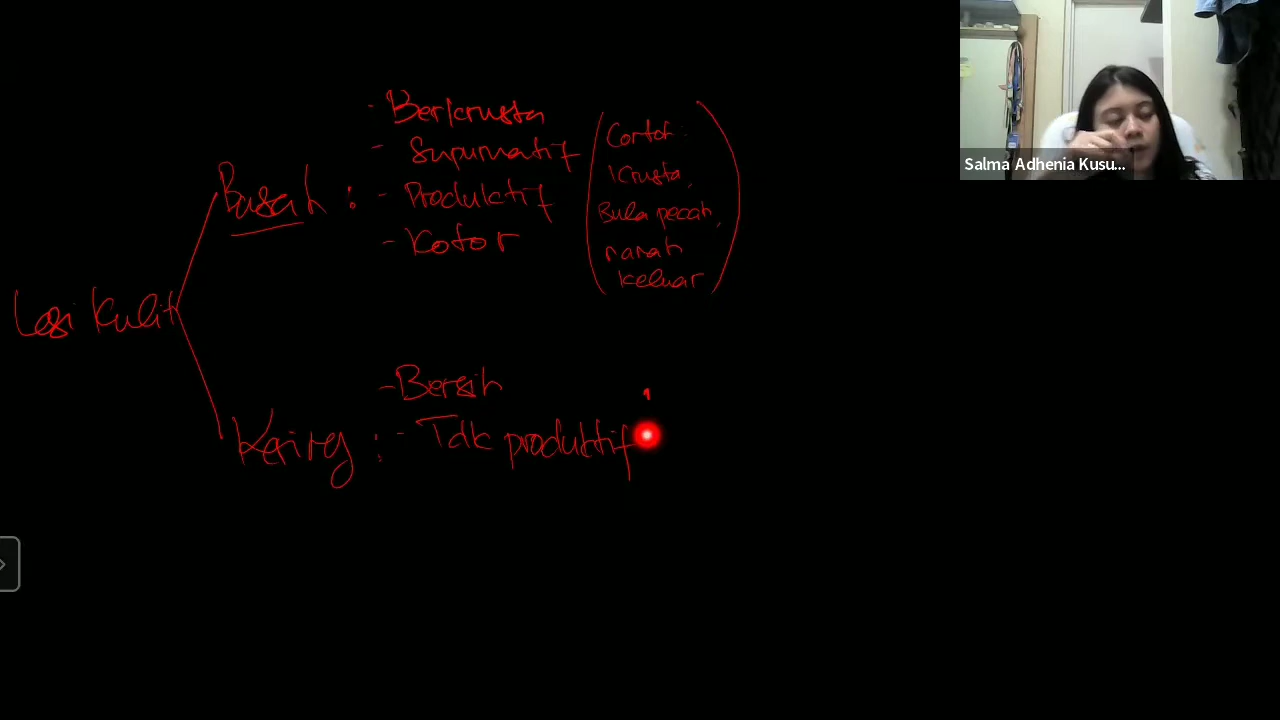 - Berkrusta
- Supuratif
Basah : - Produktif
- Kotor
(Contoh :
Krusta,
Bula pecah,
nanah
keluar)
Lesi Kulit
- Bersih
Kering : - Tdk produktif
Salma Adhenia Kusu...